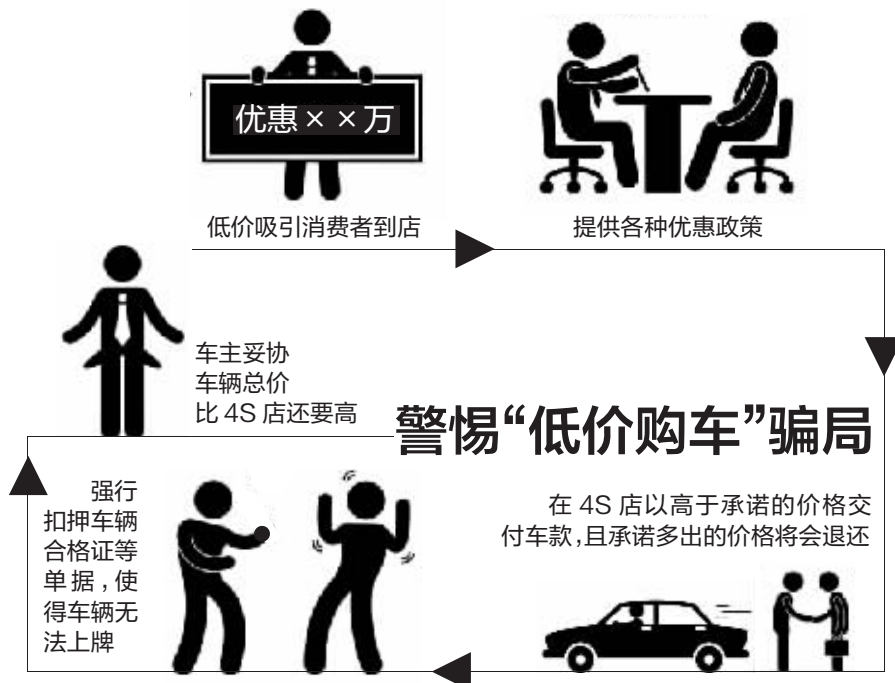 优惠××万
低价吸引消费者到店
提供各种优惠政策
车主妥协
车辆总价
比 4S 店还要高
警惕“低价购车”骗局
在 4S 店以高于承诺的价格交
付车款,且承诺多出的价格将会退还
强行
扣押车辆
合格证等
单据,使
得车辆无
法上牌